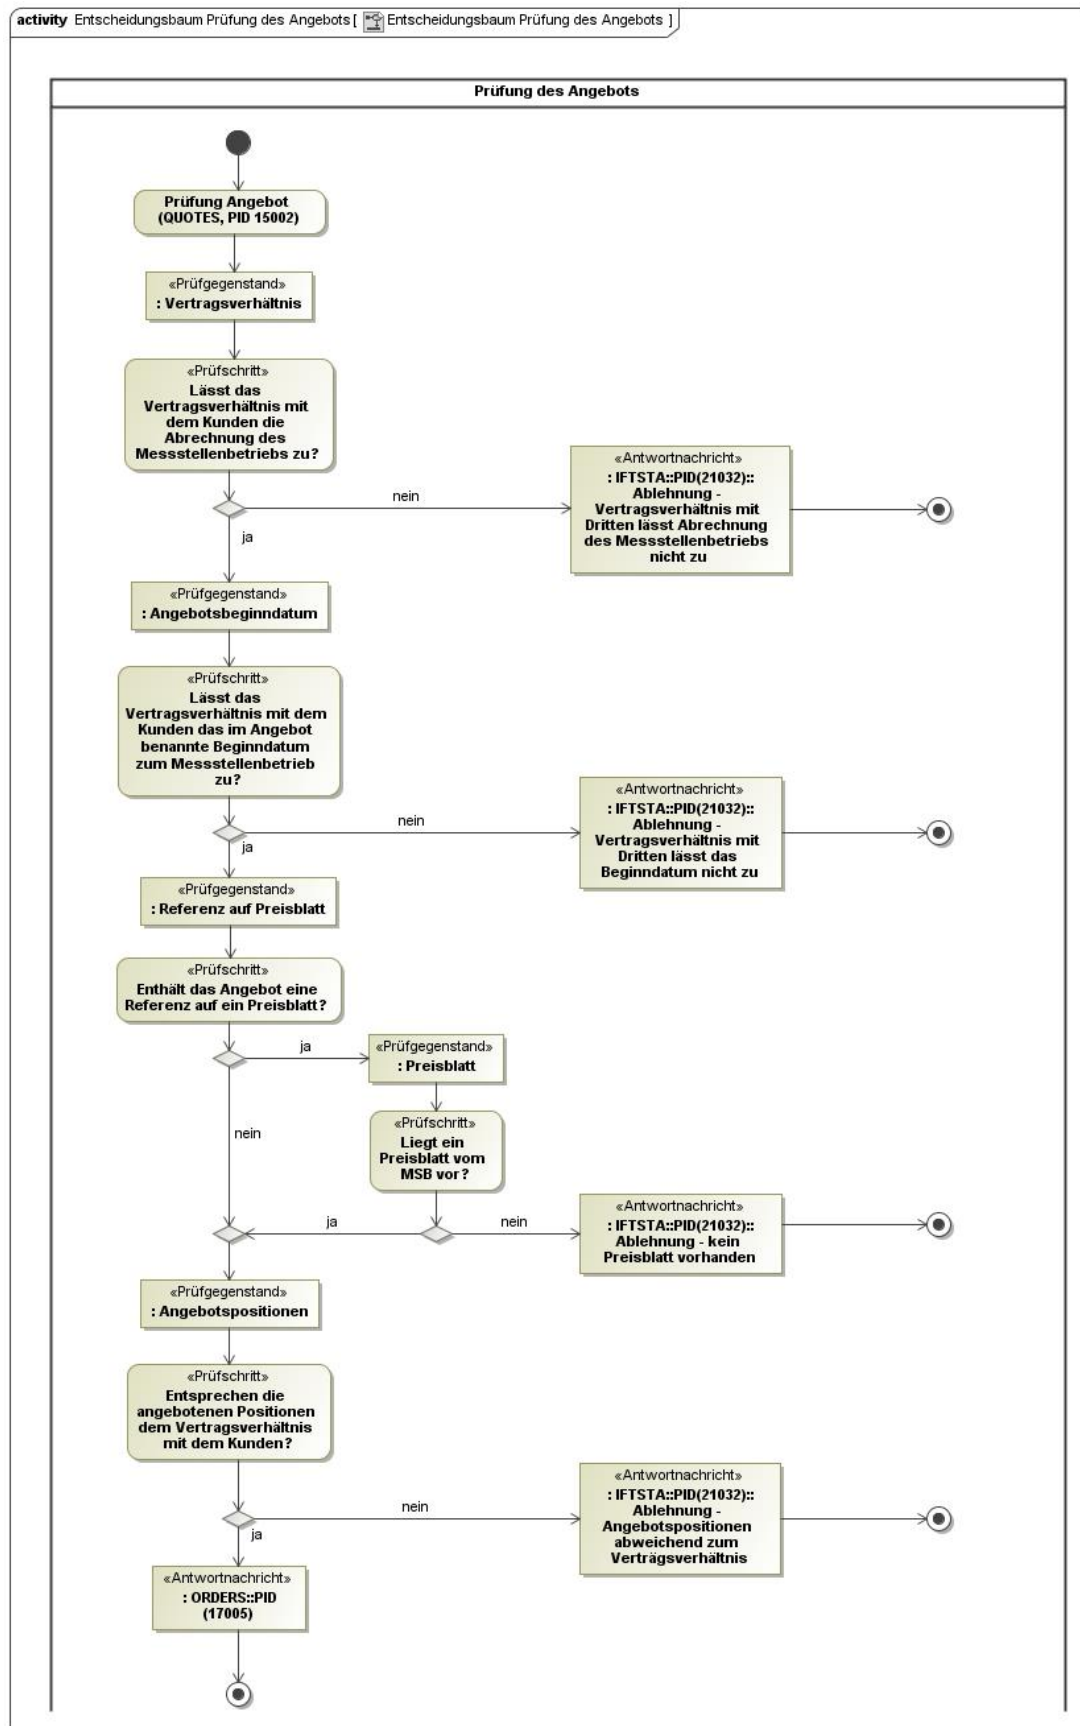 activity Entscheidungsbaum Prüfung des Angebots [ Entscheidungsbaum Prüfung des Angebots ]
Prüfung des Angebots
Prüfung Angebot
(QUOTES, PID 15002)
«Prüfgegenstand»
: Vertragsverhältnis
«Prüfschritt»
Lässt das
Vertragsverhältnis mit
dem Kunden die
Abrechnung des
Messstellenbetriebs zu?
nein
«Antwortnachricht»
: IFTSTA::PID(21032)::
Ablehnung -
Vertragsverhältnis mit
Dritten lässt Abrechnung
des Messstellenbetriebs
nicht zu
ja
«Prüfgegenstand»
: Angebotsbeginndatum
«Prüfschritt»
Lässt das
Vertragsverhältnis mit dem
Kunden das im Angebot
benannte Beginndatum
zum Messstellenbetrieb
zu?
nein
«Antwortnachricht»
: IFTSTA::PID(21032)::
Ablehnung -
Vertragsverhältnis mit
Dritten lässt das
Beginndatum nicht zu
ja
«Prüfgegenstand»
: Referenz auf Preisblatt
«Prüfschritt»
Enthält das Angebot eine
Referenz auf ein Preisblatt?
ja
«Prüfgegenstand»
: Preisblatt
«Prüfschritt»
Liegt ein
Preisblatt vom
MSB vor?
nein
ja
nein
«Antwortnachricht»
: IFTSTA::PID(21032)::
Ablehnung - kein
Preisblatt vorhanden
«Prüfgegenstand»
: Angebotspositionen
«Prüfschritt»
Entsprechen die
angebotenen Positionen
dem Vertragsverhältnis
mit dem Kunden?
nein
«Antwortnachricht»
: IFTSTA::PID(21032)::
Ablehnung -
Angebotspositionen
abweichend zum
Verträgsverhältnis
ja
«Antwortnachricht»
: ORDERS::PID
(17005)